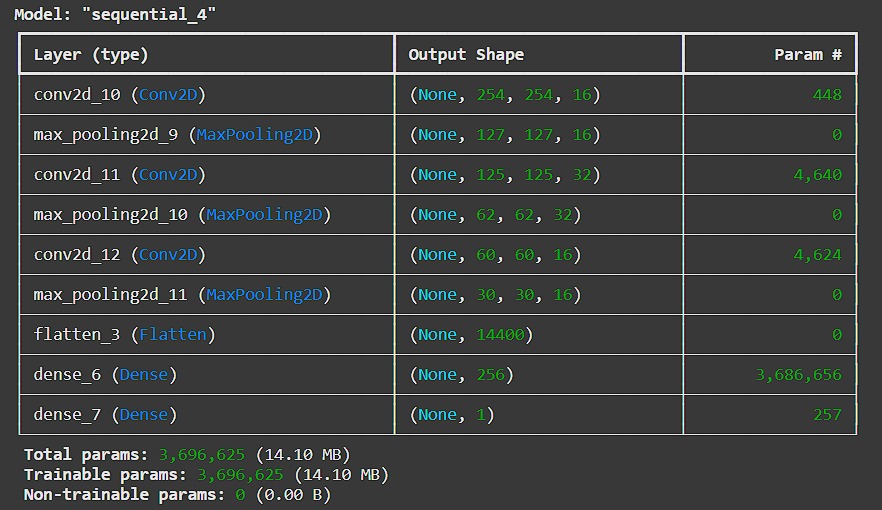 Model: "sequential_4"
Layer (type) Output Shape Param #
conv2d_10 (Conv2D) (None, 254, 254, 16) 448
max_pooling2d_9 (MaxPooling2D) (None, 127, 127, 16) 0
conv2d_11 (Conv2D) (None, 125, 125, 32) 4,640
max_pooling2d_10 (MaxPooling2D) (None, 62, 62, 32) 0
conv2d_12 (Conv2D) (None, 60, 60, 16) 4,624
max_pooling2d_11 (MaxPooling2D) (None, 30, 30, 16) 0
flatten_3 (Flatten) (None, 14400) 0
dense_6 (Dense) (None, 256) 3,686,656
dense_7 (Dense) (None, 1) 257
Total params: 3,696,625 (14.10 MB)
Trainable params: 3,696,625 (14.10 MB)
Non-trainable params: 0 (0.00 B)